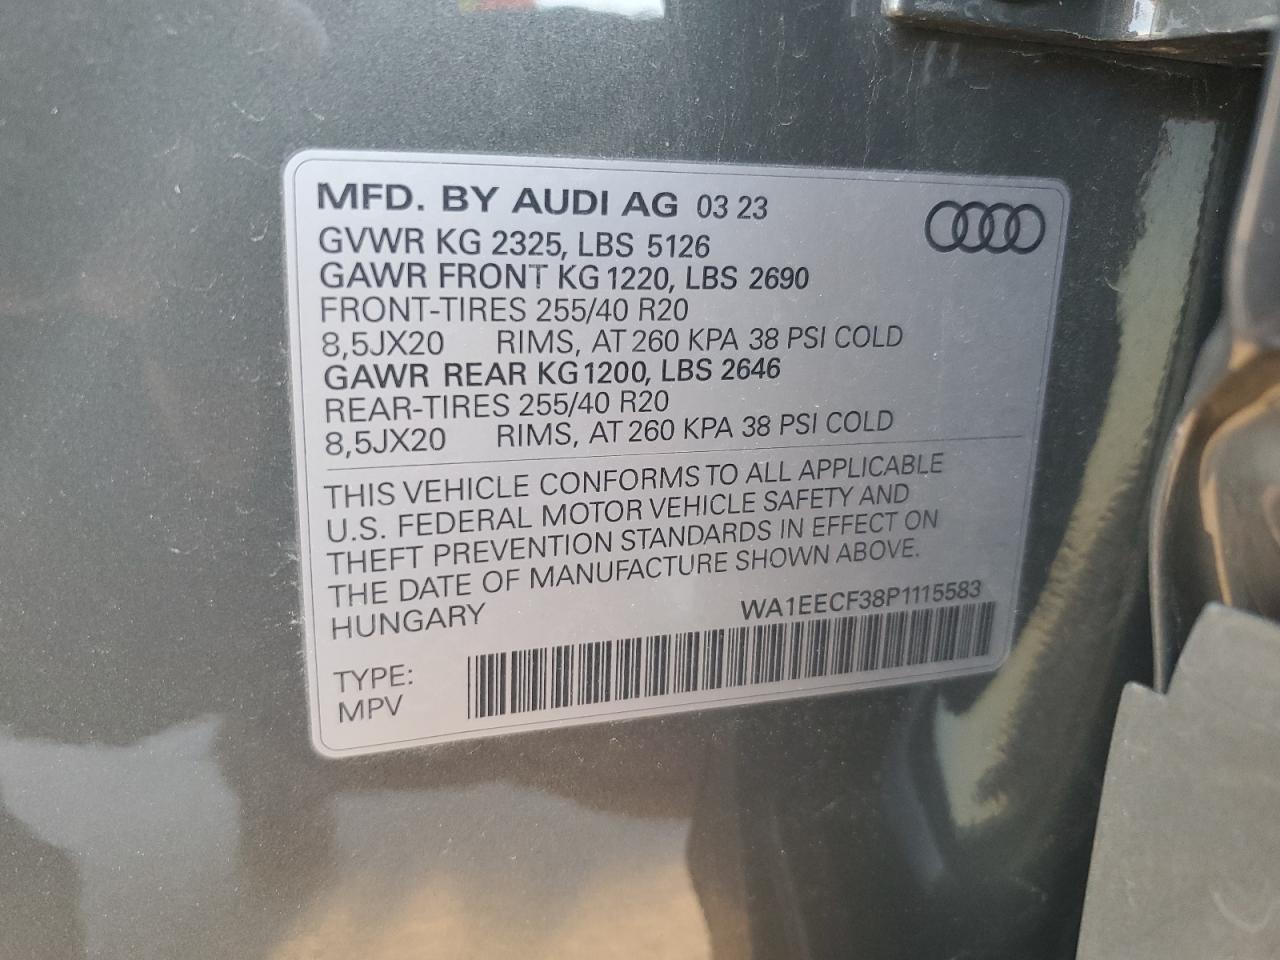 MFD. BY AUDI AG 03 23
GVWR KG 2325, LBS 5126
GAWR FRONT KG 1220, LBS 2690
FRONT-TIRES 255/40 R20
8,5JX20 RIMS, AT 260 KPA 38 PSI COLD
GAWR REAR KG 1200, LBS 2646
REAR-TIRES 255/40 R20
8,5JX20 RIMS, AT 260 KPA 38 PSI COLD
THIS VEHICLE CONFORMS TO ALL APPLICABLE
U.S. FEDERAL MOTOR VEHICLE SAFETY AND
THEFT PREVENTION STANDARDS IN EFFECT ON
THE DATE OF MANUFACTURE SHOWN ABOVE.
HUNGARY WA1EECF38P1115583
TYPE:
MPV